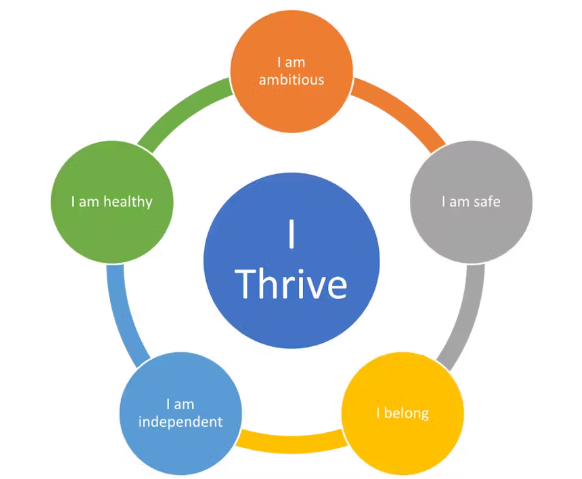 I am
ambitious
I am healthy
I am safe
I
Thrive
I am
independent
I belong